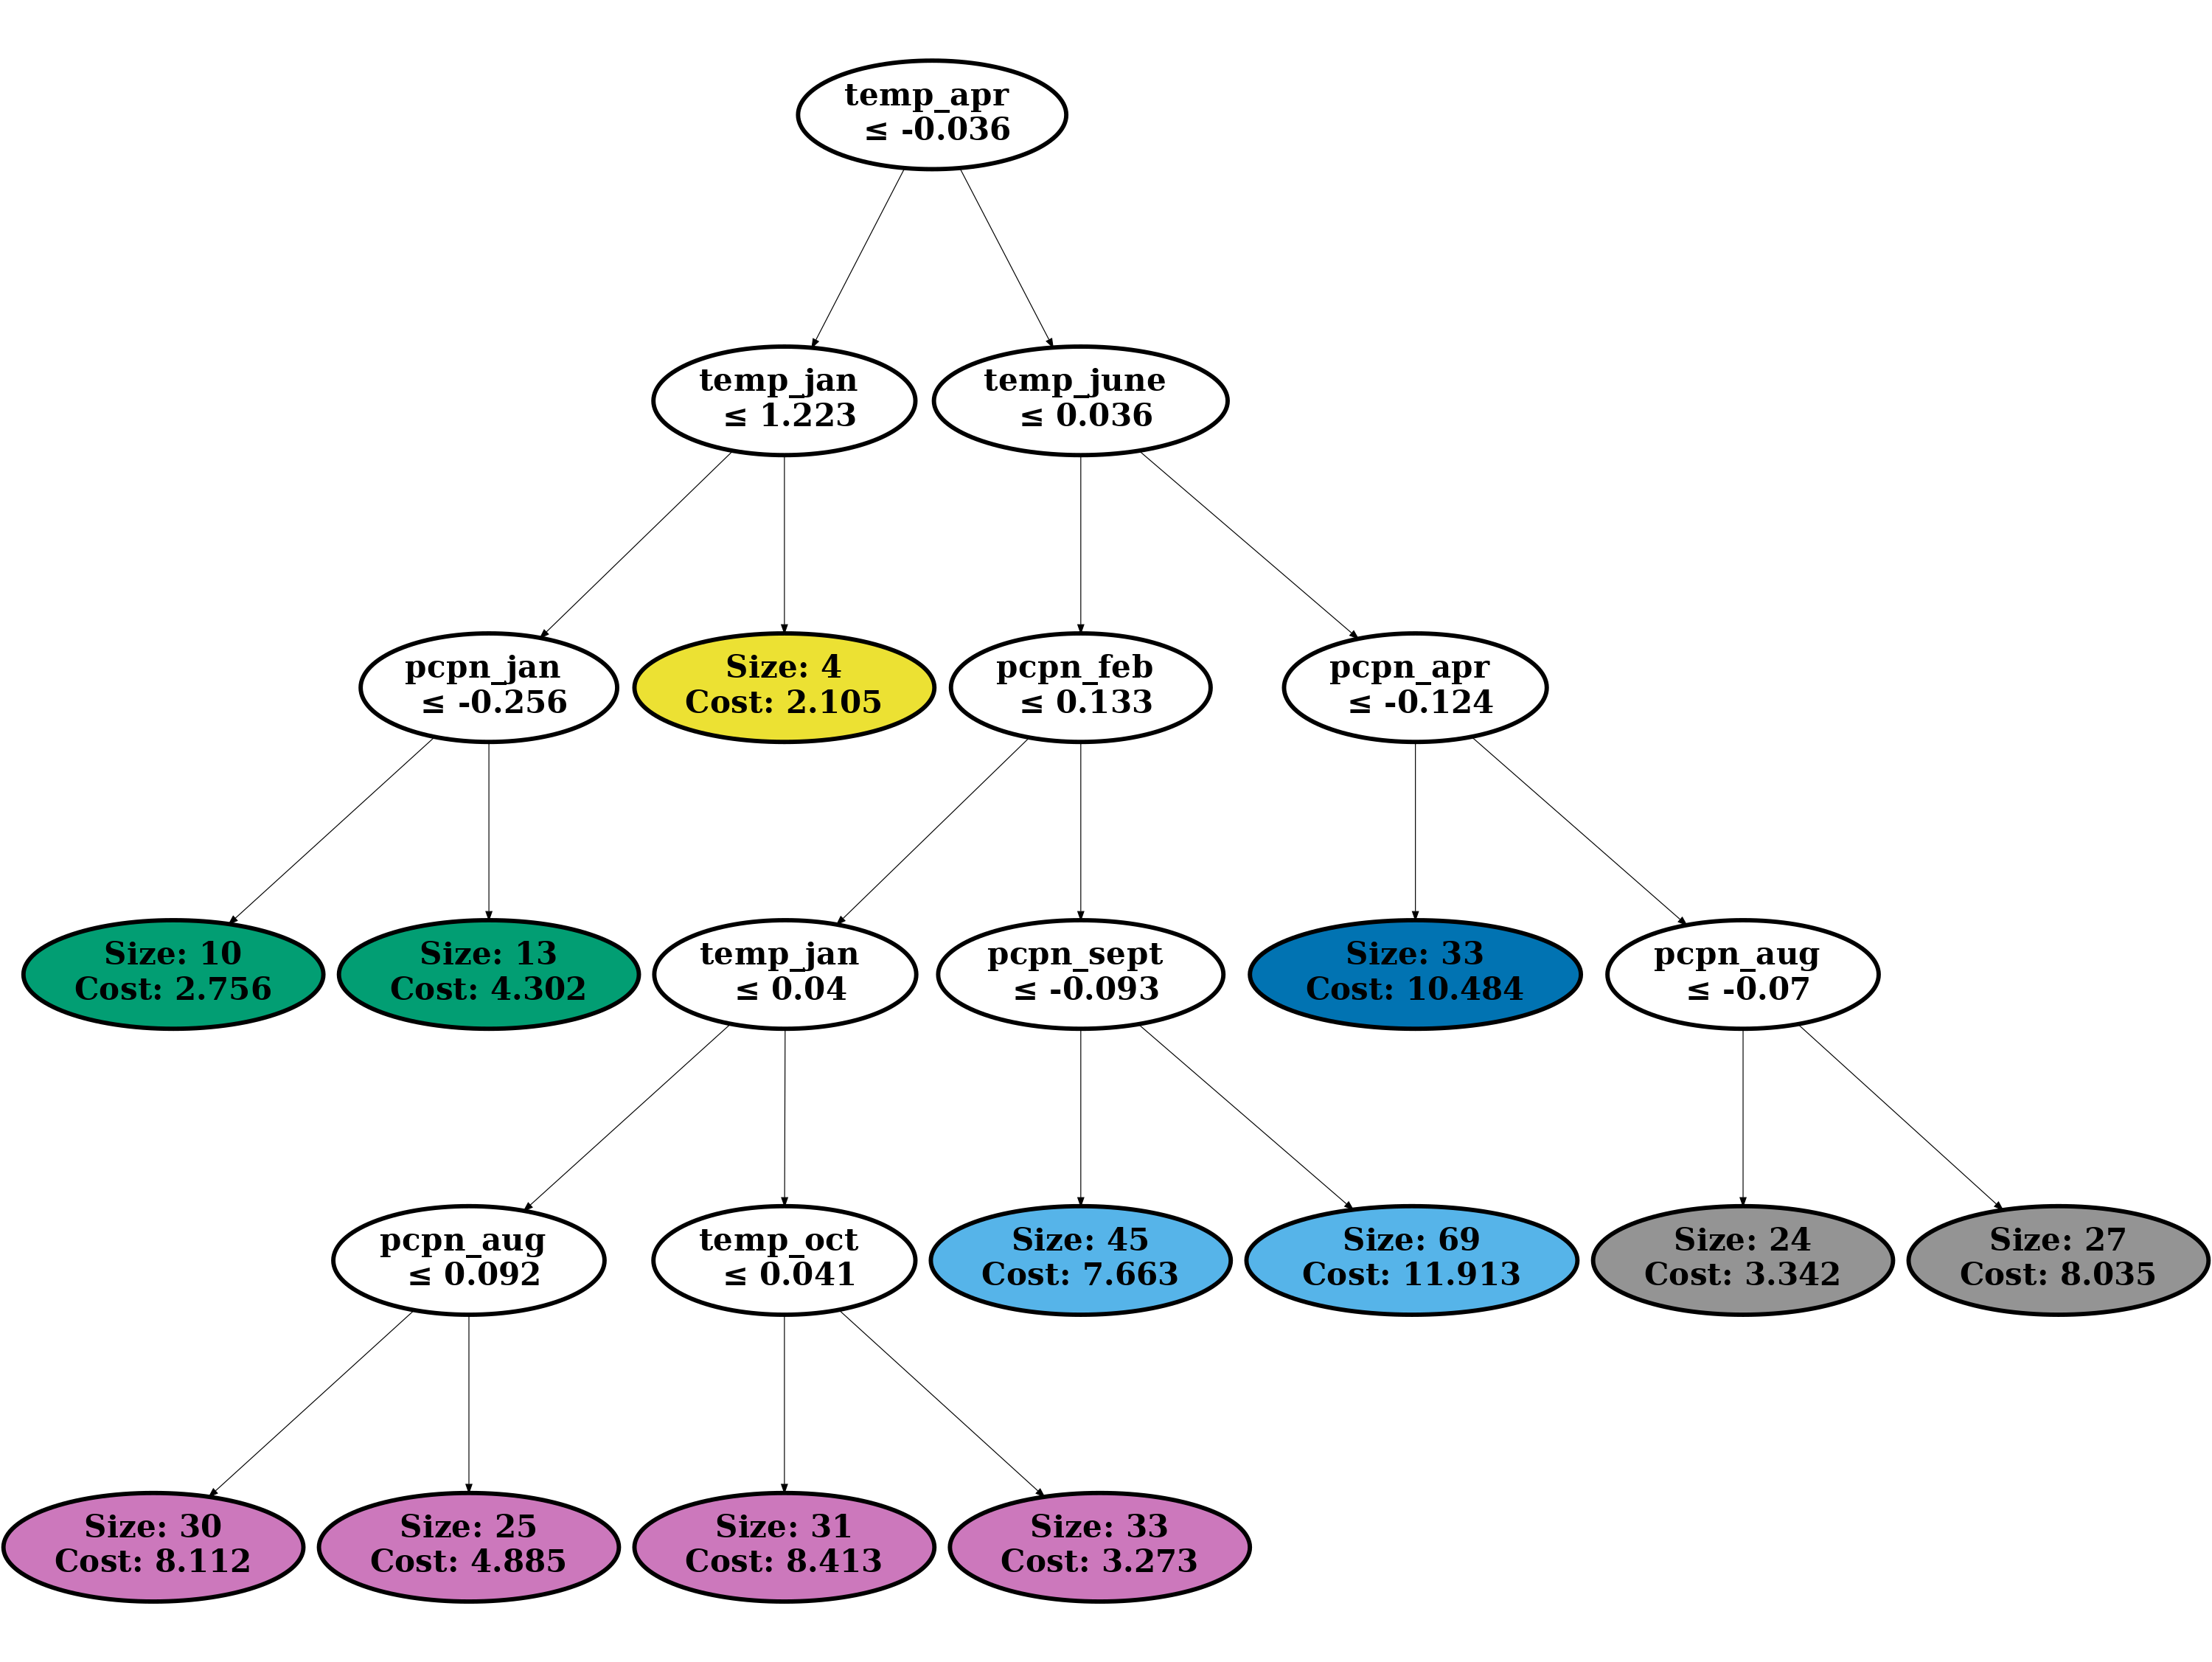 temp_apr
≤ -0.036
temp_jan
≤ 1.223
temp_june
≤ 0.036
pcpn_jan
≤ -0.256
Size: 4
Cost: 2.105
pcpn_feb
≤ 0.133
pcpn_apr
≤ -0.124
Size: 10
Cost: 2.756
Size: 13
Cost: 4.302
temp_jan
≤ 0.04
pcpn_sept
≤ -0.093
Size: 33
Cost: 10.484
pcpn_aug
≤ -0.07
pcpn_aug
≤ 0.092
temp_oct
≤ 0.041
Size: 45
Cost: 7.663
Size: 69
Cost: 11.913
Size: 24
Cost: 3.342
Size: 27
Cost: 8.035
Size: 30
Cost: 8.112
Size: 25
Cost: 4.885
Size: 31
Cost: 8.413
Size: 33
Cost: 3.273